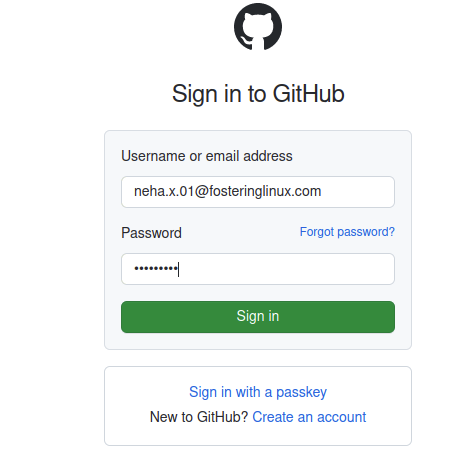 Sign in to GitHub
Username or email address
neha.x.01@fosteringlinux.com
Password Forgot password?
•••••••••
Sign in
Sign in with a passkey
New to GitHub? Create an account